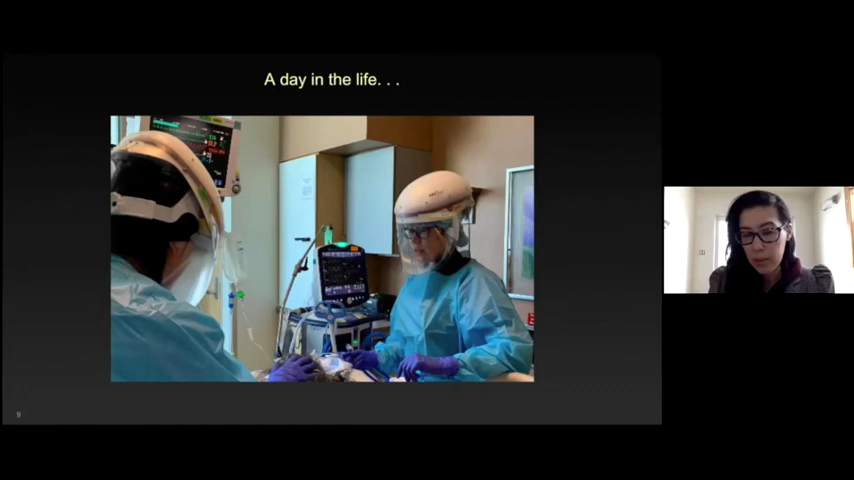 A day in the life. . .
9